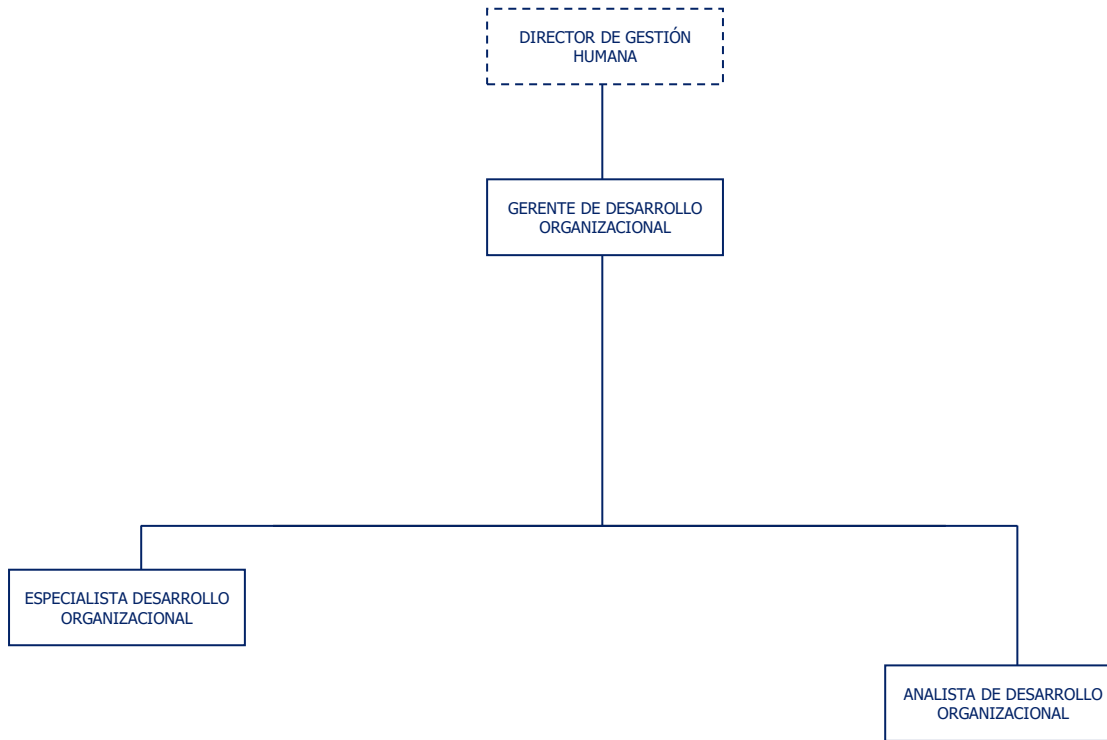 DIRECTOR DE GESTIÓN
HUMANA
GERENTE DE DESARROLLO
ORGANIZACIONAL
ESPECIALISTA DESARROLLO
ORGANIZACIONAL
ANALISTA DE DESARROLLO
ORGANIZACIONAL